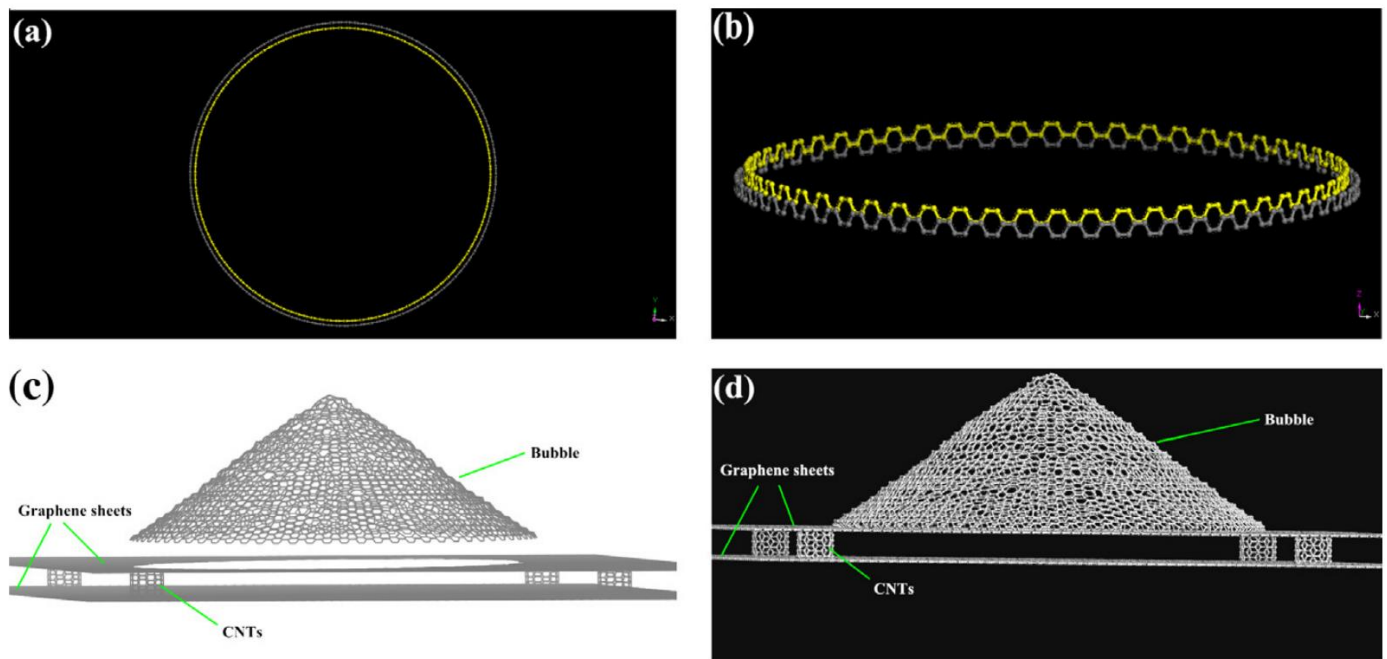 (a)
Y
X
(b)
Z
X
(c)
Bubble
Graphene sheets
CNTs
(d)
Bubble
Graphene sheets
CNTs